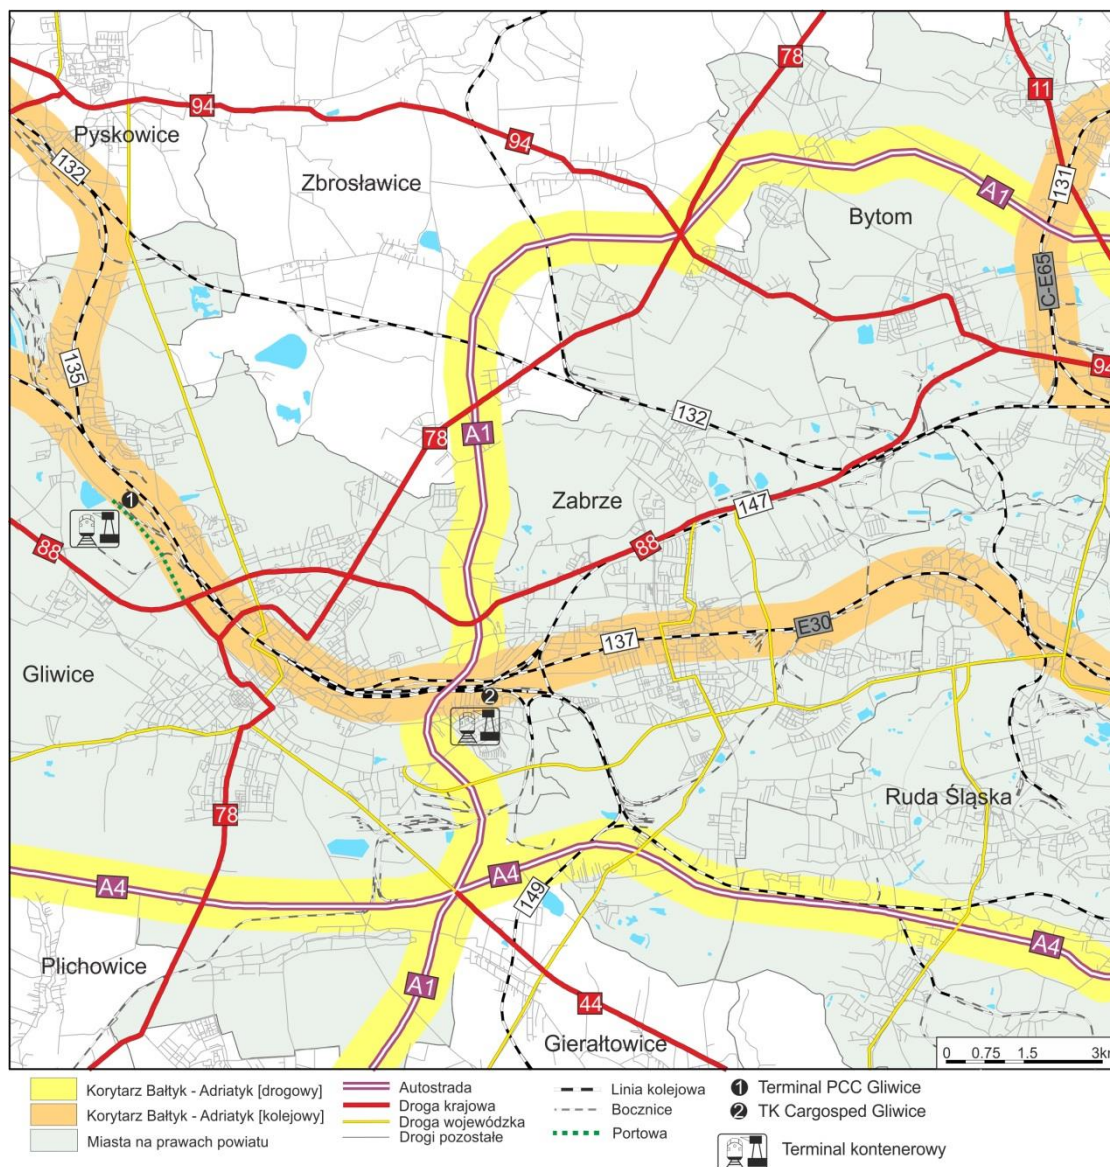 78
11
94
Pyskowice
94
132
Zbrosławice
131
A1
Bytom
A1
C-E65
135
94
78
A1
132
1
Zabrze
147
88
88
137
E30
Gliwice
2
78
Ruda Śląska
A4
A4
149
A4
Plichowice
A1
44
Gierałtowice
0 0.75 1.5 3km
Korytarz Bałtyk - Adriatyk [drogowy]
Korytarz Bałtyk - Adriatyk [kolejowy]
Miasta na prawach powiatu
Autostrada
Droga krajowa
Droga wojewódzka
Drogi pozostałe
Linia kolejowa
Bocznice
Portowa
1 Terminal PCC Gliwice
2 TK Cargosped Gliwice
Terminal kontenerowy